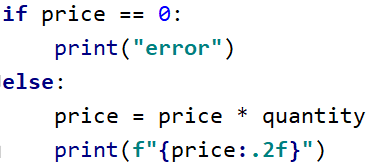 if price == 0:
    print("error")
else:
    price = price * quantity
    print(f"{price:.2f}")